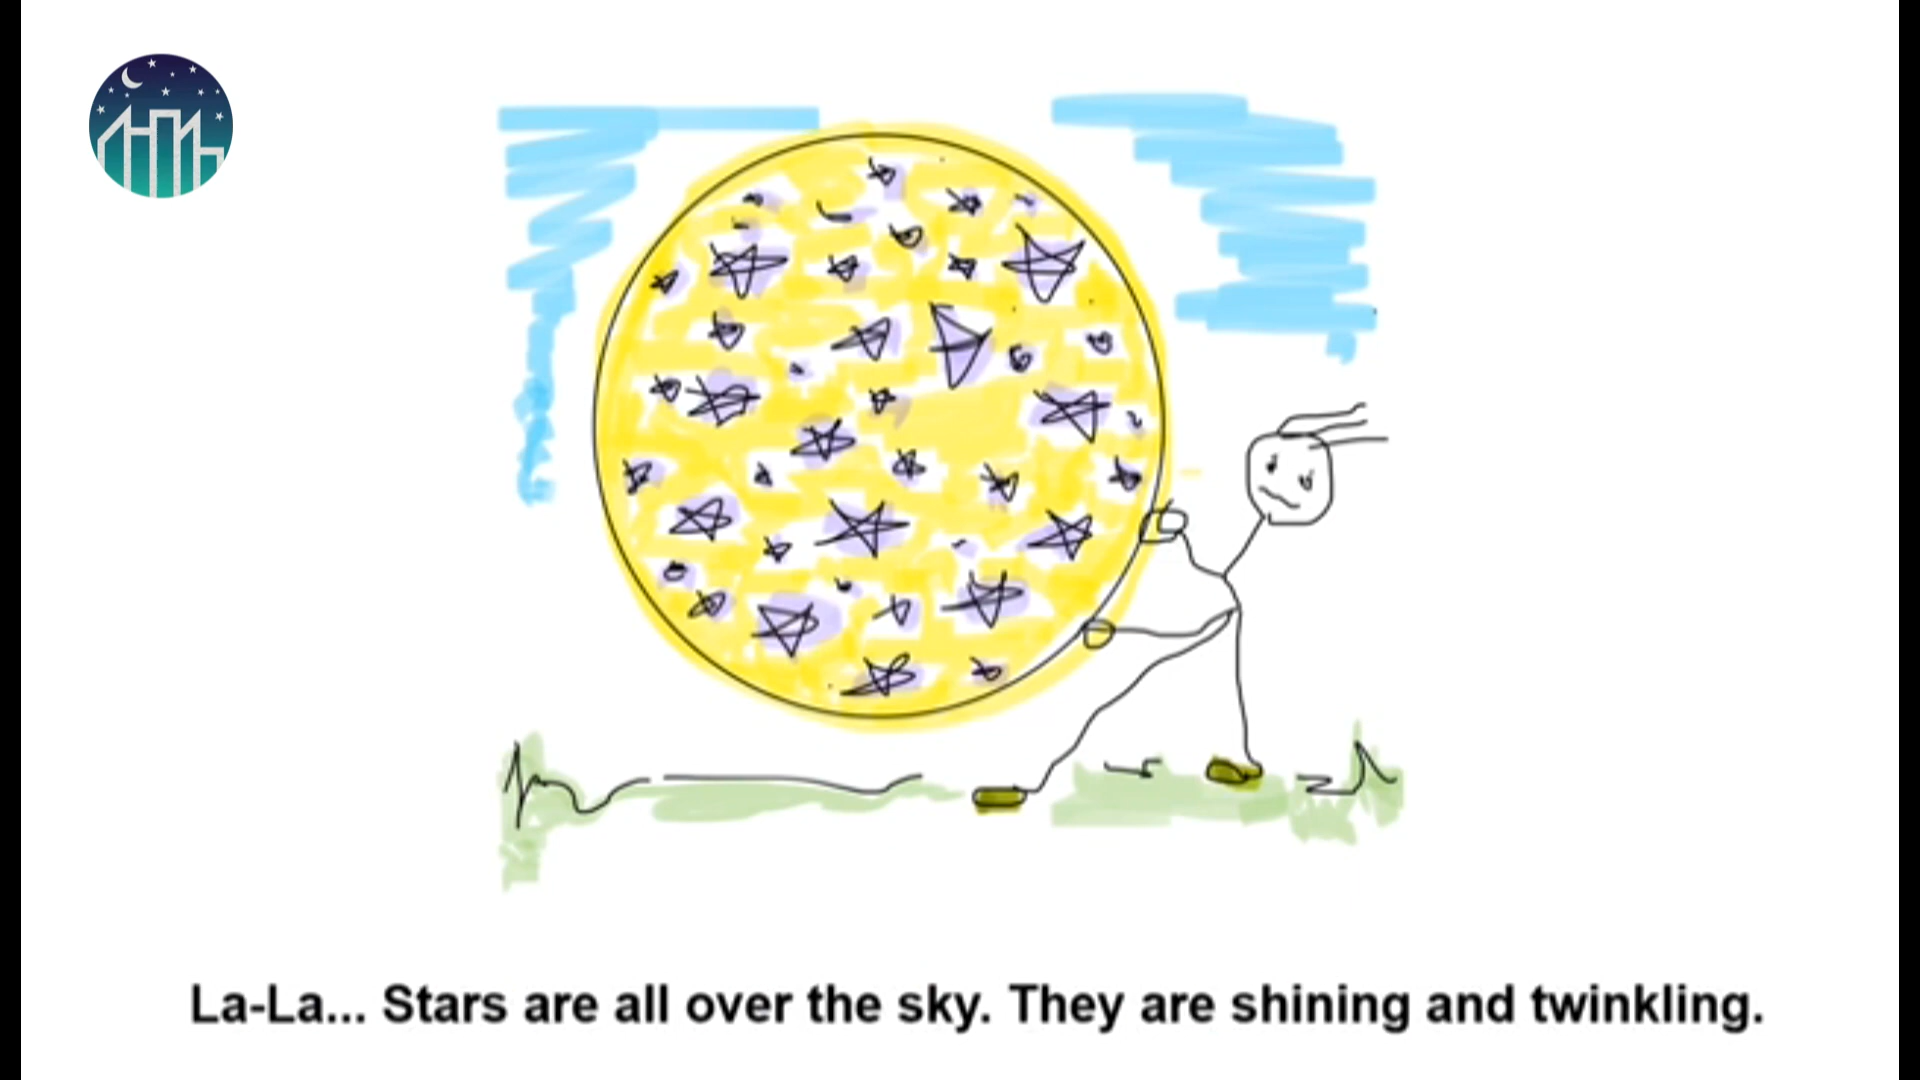 La-La... Stars are all over the sky. They are shining and twinkling.